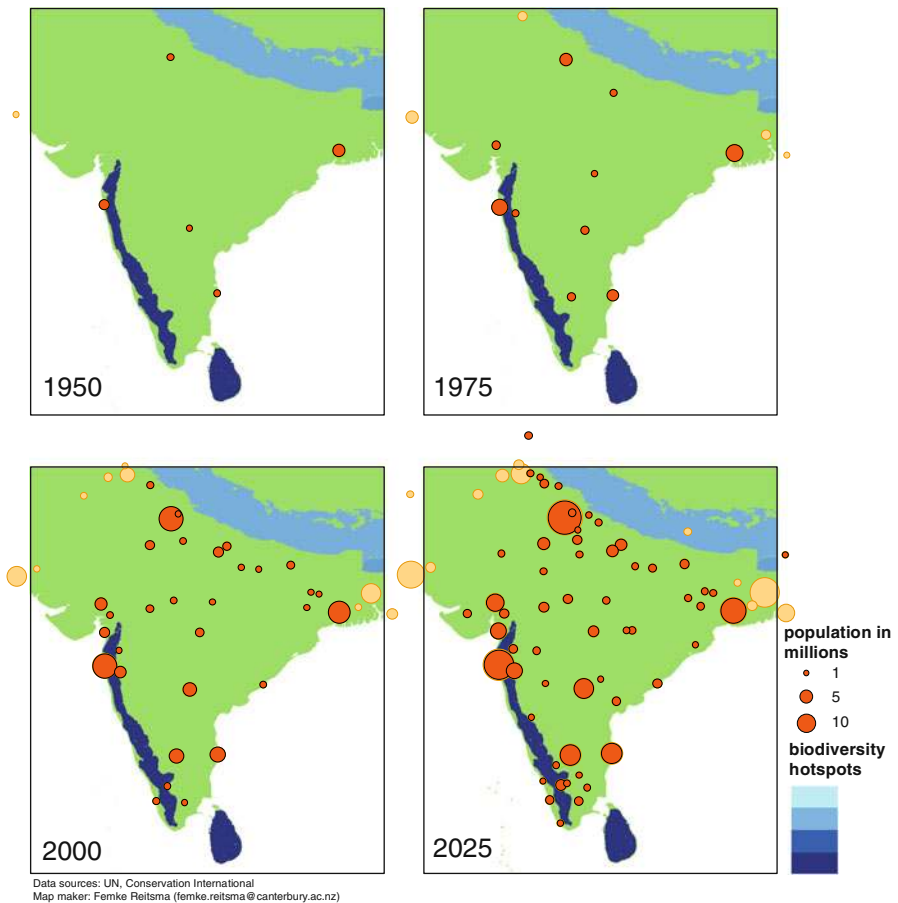 1950
1975
2000
2025
population in
millions
1
5
10
biodiversity
hotspots
Data sources: UN, Conservation International
Map maker: Femke Reitsma (femke.reitsma@canterbury.ac.nz)